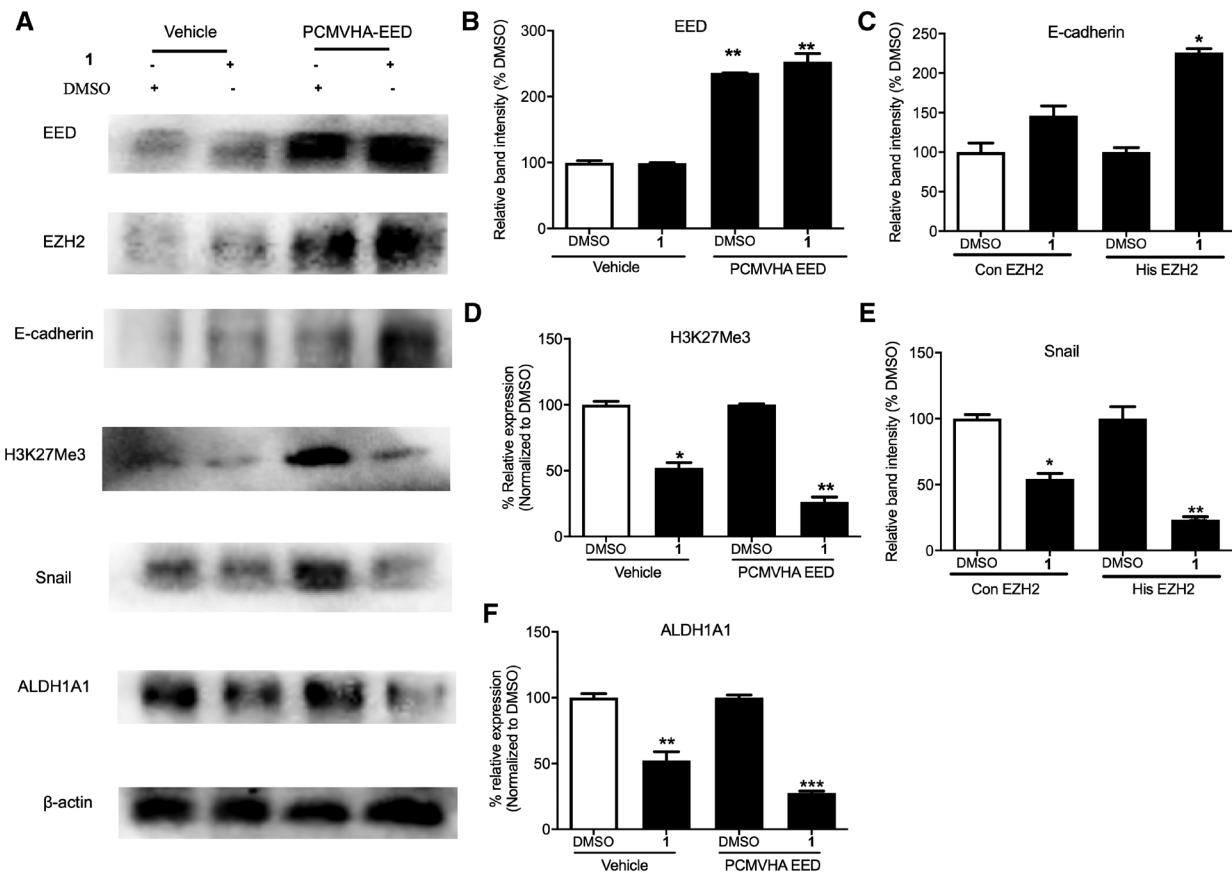 A
Vehicle PCMVHA-EED
1 - + - +
DMSO + - + -
EED
EZH2
E-cadherin
H3K27Me3
Snail
ALDH1A1
β-actin
B
EED
Relative band intensity (% DMSO)
300
200
100
0
** **
DMSO 1 DMSO 1
Vehicle PCMVHA EED
C
E-cadherin
Relative band intensity (% DMSO)
250
200
150
100
50
0
*
DMSO 1 DMSO 1
Con EZH2 His EZH2
D
H3K27Me3
% Relative expression
(Normalized to DMSO)
150
100
50
0
* **
DMSO 1 DMSO 1
Vehicle PCMVHA EED
E
Snail
Relative band intensity (% DMSO)
150
100
50
0
* **
DMSO 1 DMSO 1
Con EZH2 His EZH2
F
ALDH1A1
% relative expression
(Normalized to DMSO)
150
100
50
0
** ***
DMSO 1 DMSO 1
Vehicle PCMVHA EED